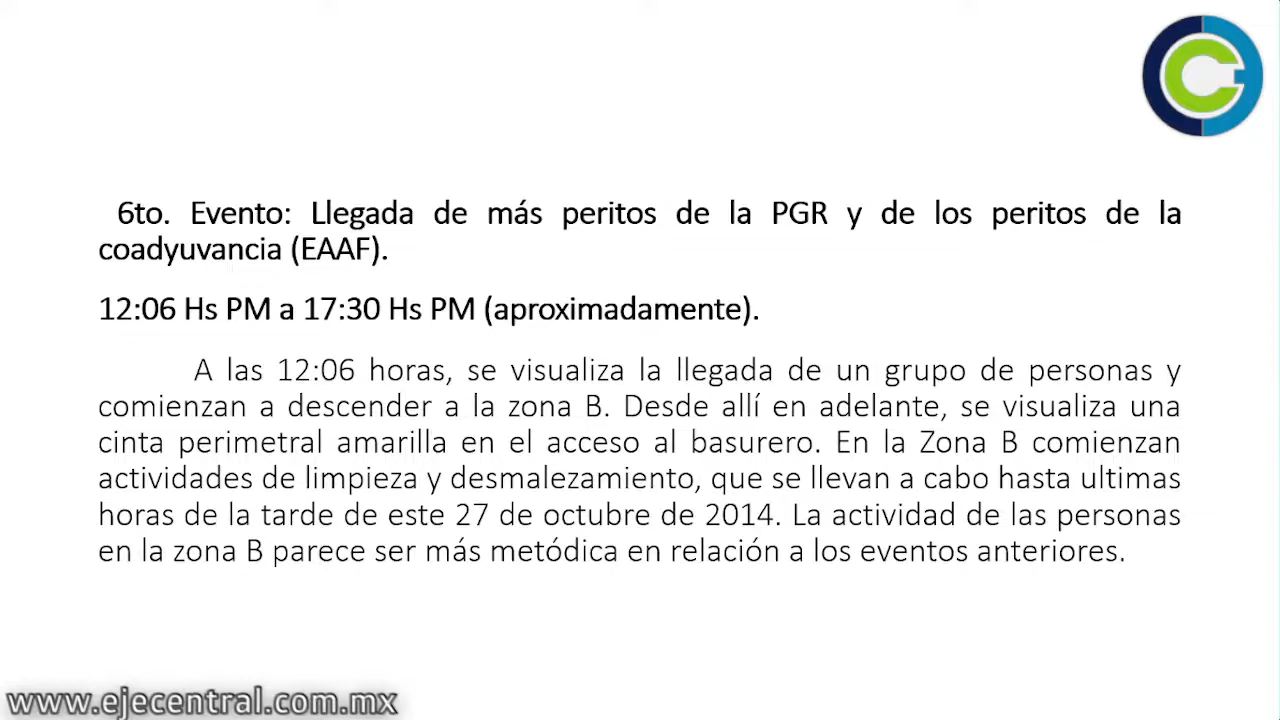 6to. Evento: Llegada de más peritos de la PGR y de los peritos de la
coadyuvancia (EAAF).
12:06 Hs PM a 17:30 Hs PM (aproximadamente).
A las 12:06 horas, se visualiza la llegada de un grupo de personas y
comienzan a descender a la zona B. Desde allí en adelante, se visualiza una
cinta perimetral amarilla en el acceso al basurero. En la Zona B comienzan
actividades de limpieza y desmalezamiento, que se llevan a cabo hasta ultimas
horas de la tarde de este 27 de octubre de 2014. La actividad de las personas
en la zona B parece ser más metódica en relación a los eventos anteriores.
www.ejecentral.com.mx